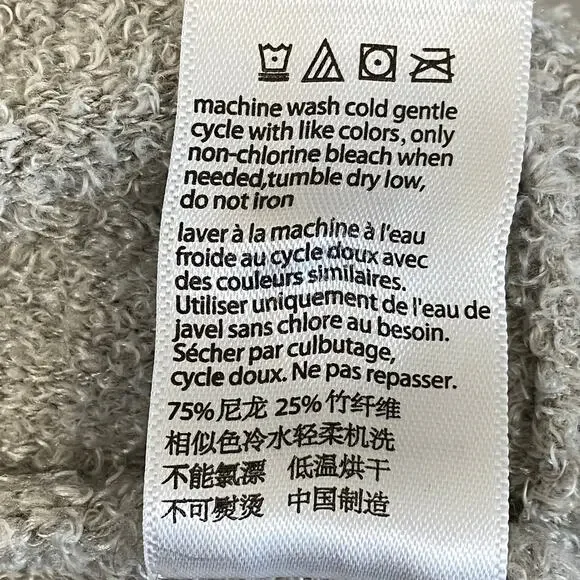 machine wash cold gentle
cycle with like colors, only
non-chlorine bleach when
needed,tumble dry low,
do not iron
laver à la machine à l'eau
froide au cycle doux avec
des couleurs similaires.
Utiliser uniquement de l'eau de
javel sans chlore au besoin.
Sécher par culbutage,
cycle doux. Ne pas repasser.
75%尼龙 25%竹纤维
相似色冷水轻柔机洗
不能氯漂 低温烘干
不可熨烫 中国制造